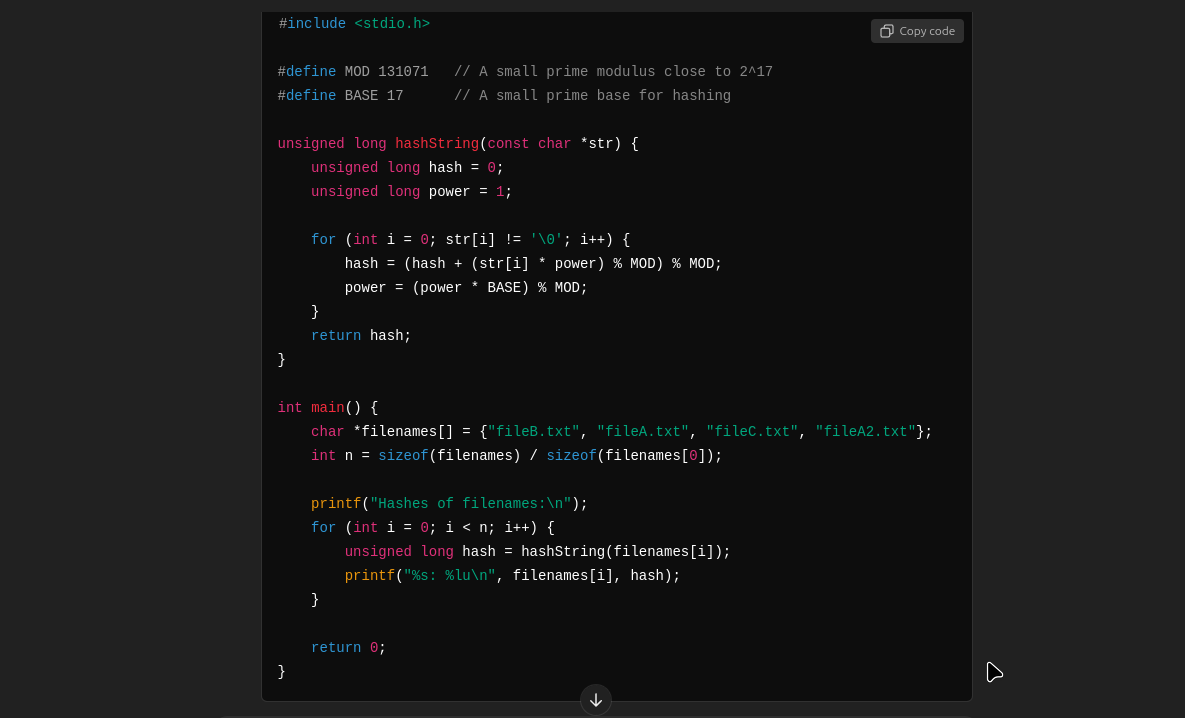 #include <stdio.h>
Copy code
#define MOD 131071   // A small prime modulus close to 2^17
#define BASE 17      // A small prime base for hashing
unsigned long hashString(const char *str) {
    unsigned long hash = 0;
    unsigned long power = 1;
    for (int i = 0; str[i] != '\0'; i++) {
        hash = (hash + (str[i] * power) % MOD) % MOD;
        power = (power * BASE) % MOD;
    }
    return hash;
}
int main() {
    char *filenames[] = {"fileB.txt", "fileA.txt", "fileC.txt", "fileA2.txt"};
    int n = sizeof(filenames) / sizeof(filenames[0]);
    printf("Hashes of filenames:\n");
    for (int i = 0; i < n; i++) {
        unsigned long hash = hashString(filenames[i]);
        printf("%s: %lu\n", filenames[i], hash);
    }
    return 0;
}